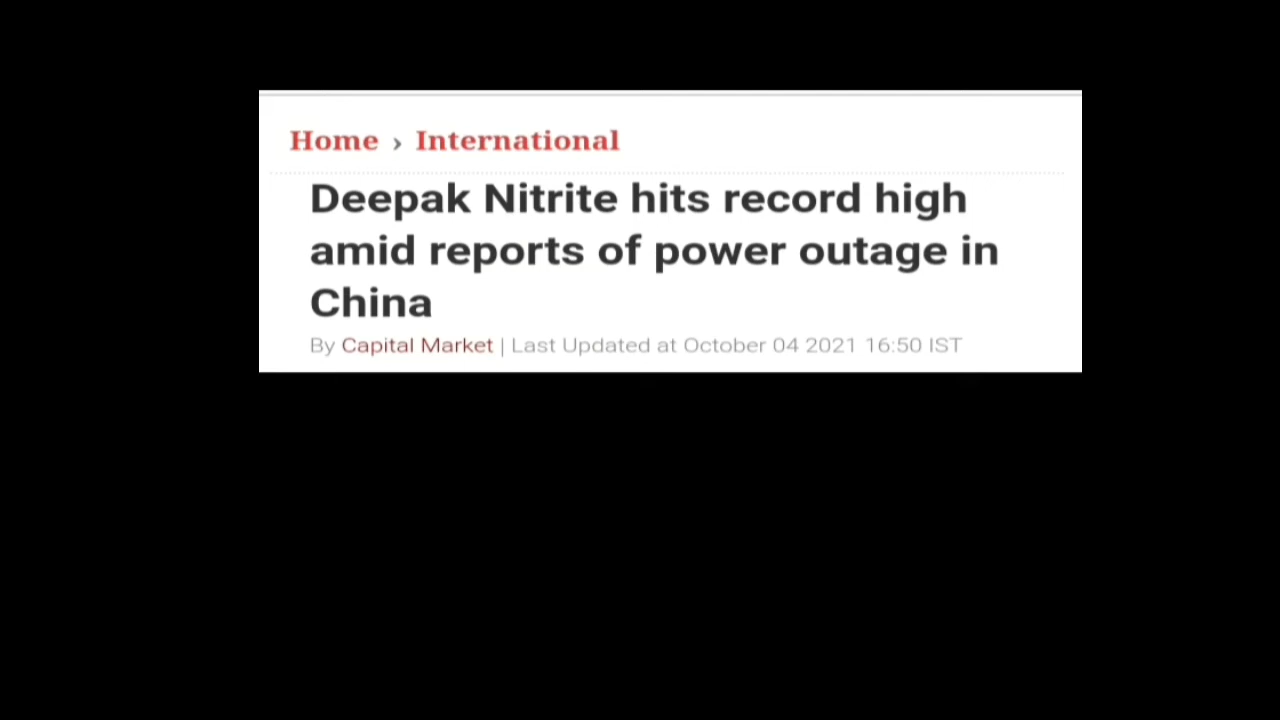 Home › International
Deepak Nitrite hits record high
amid reports of power outage in
China
By Capital Market | Last Updated at October 04 2021 16:50 IST